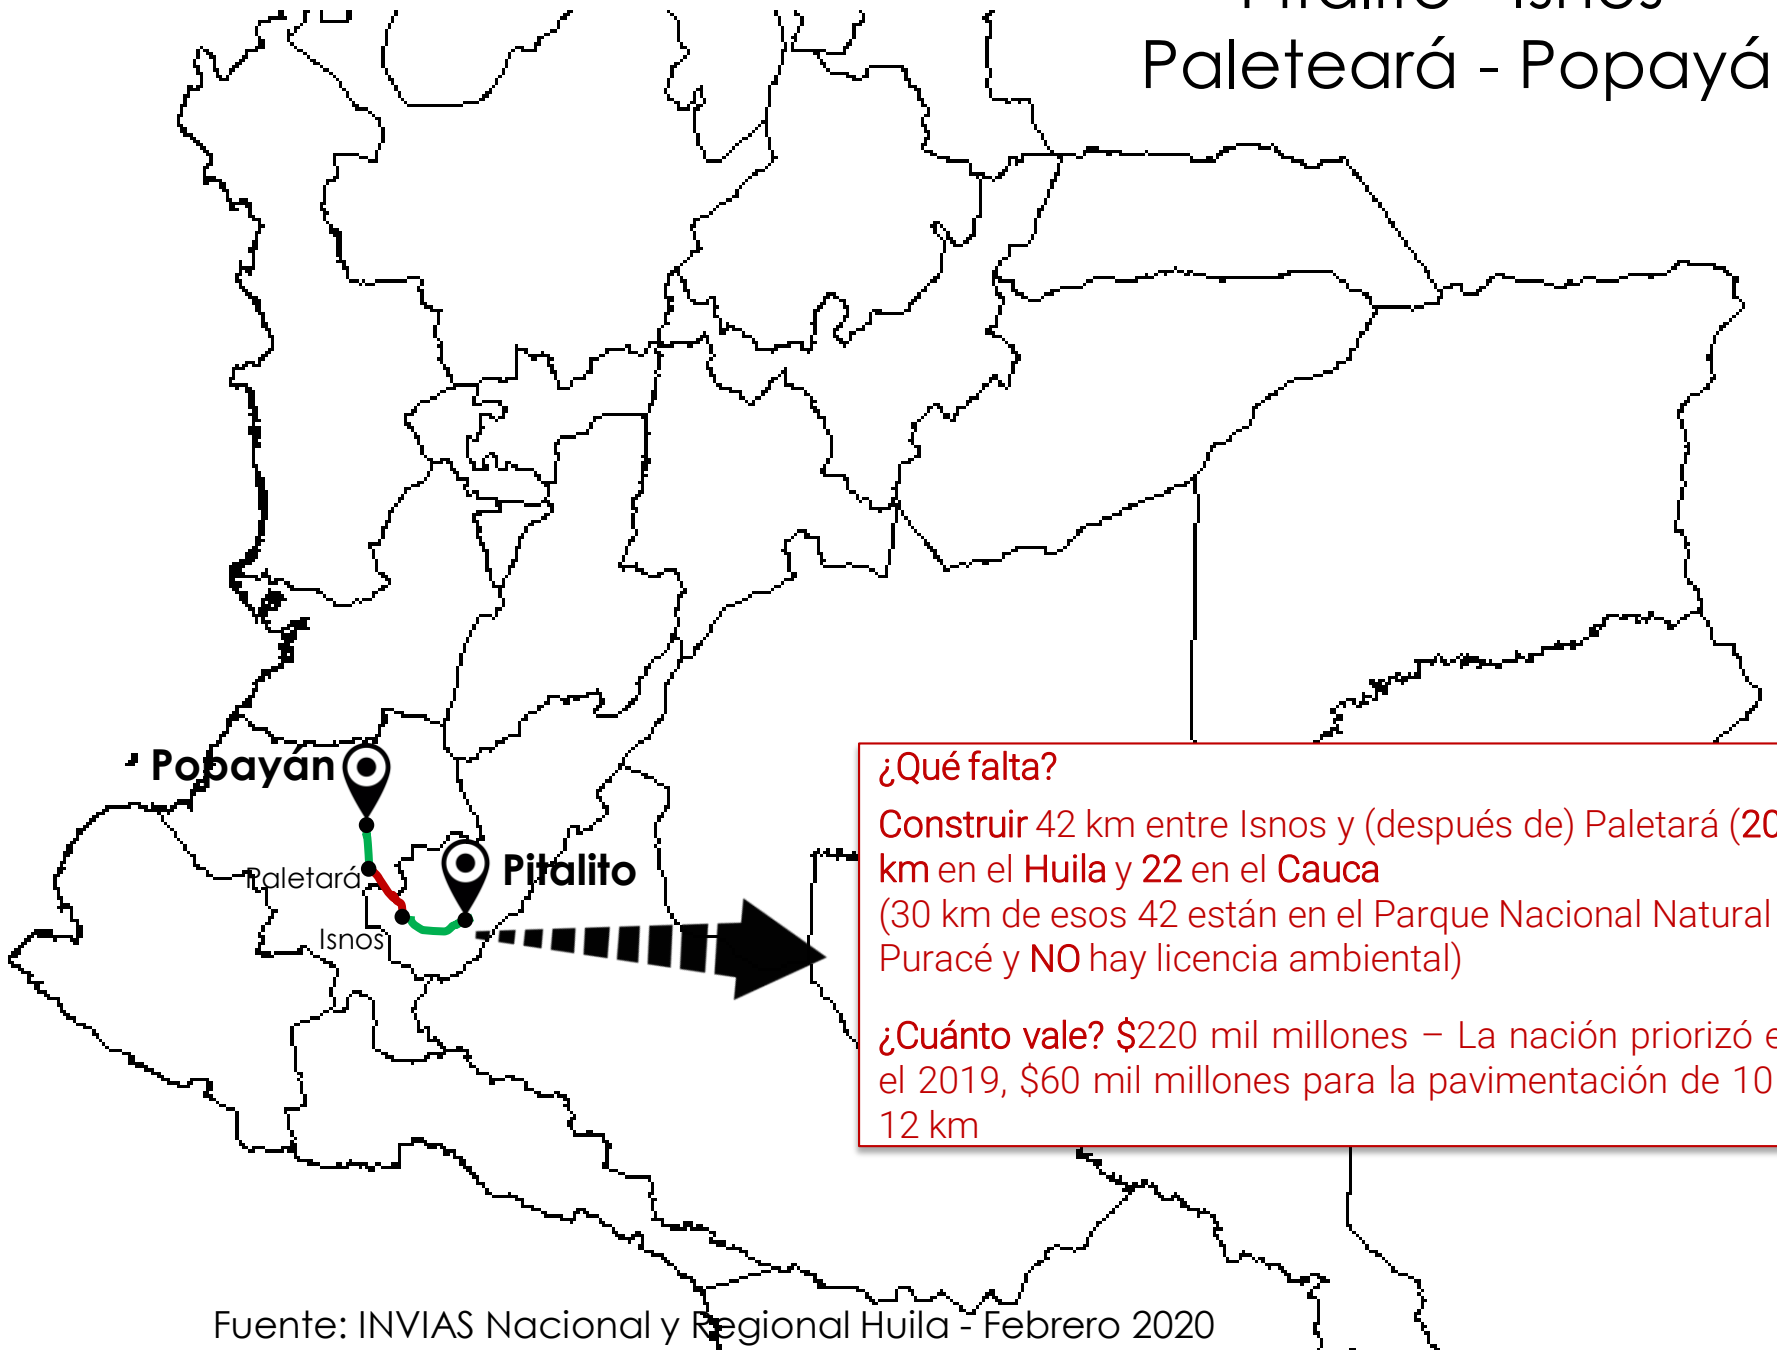 Pitalito - Isnos
Paleteará - Popayá
Popayán
Pitalito
Paletará
Isnos
¿Qué falta?
Construir 42 km entre Isnos y (después de) Paletará (20
km en el Huila y 22 en el Cauca
(30 km de esos 42 están en el Parque Nacional Natural
Puracé y NO hay licencia ambiental)
¿Cuánto vale? $220 mil millones – La nación priorizó e
el 2019, $60 mil millones para la pavimentación de 10
12 km
Fuente: INVIAS Nacional y Regional Huila - Febrero 2020